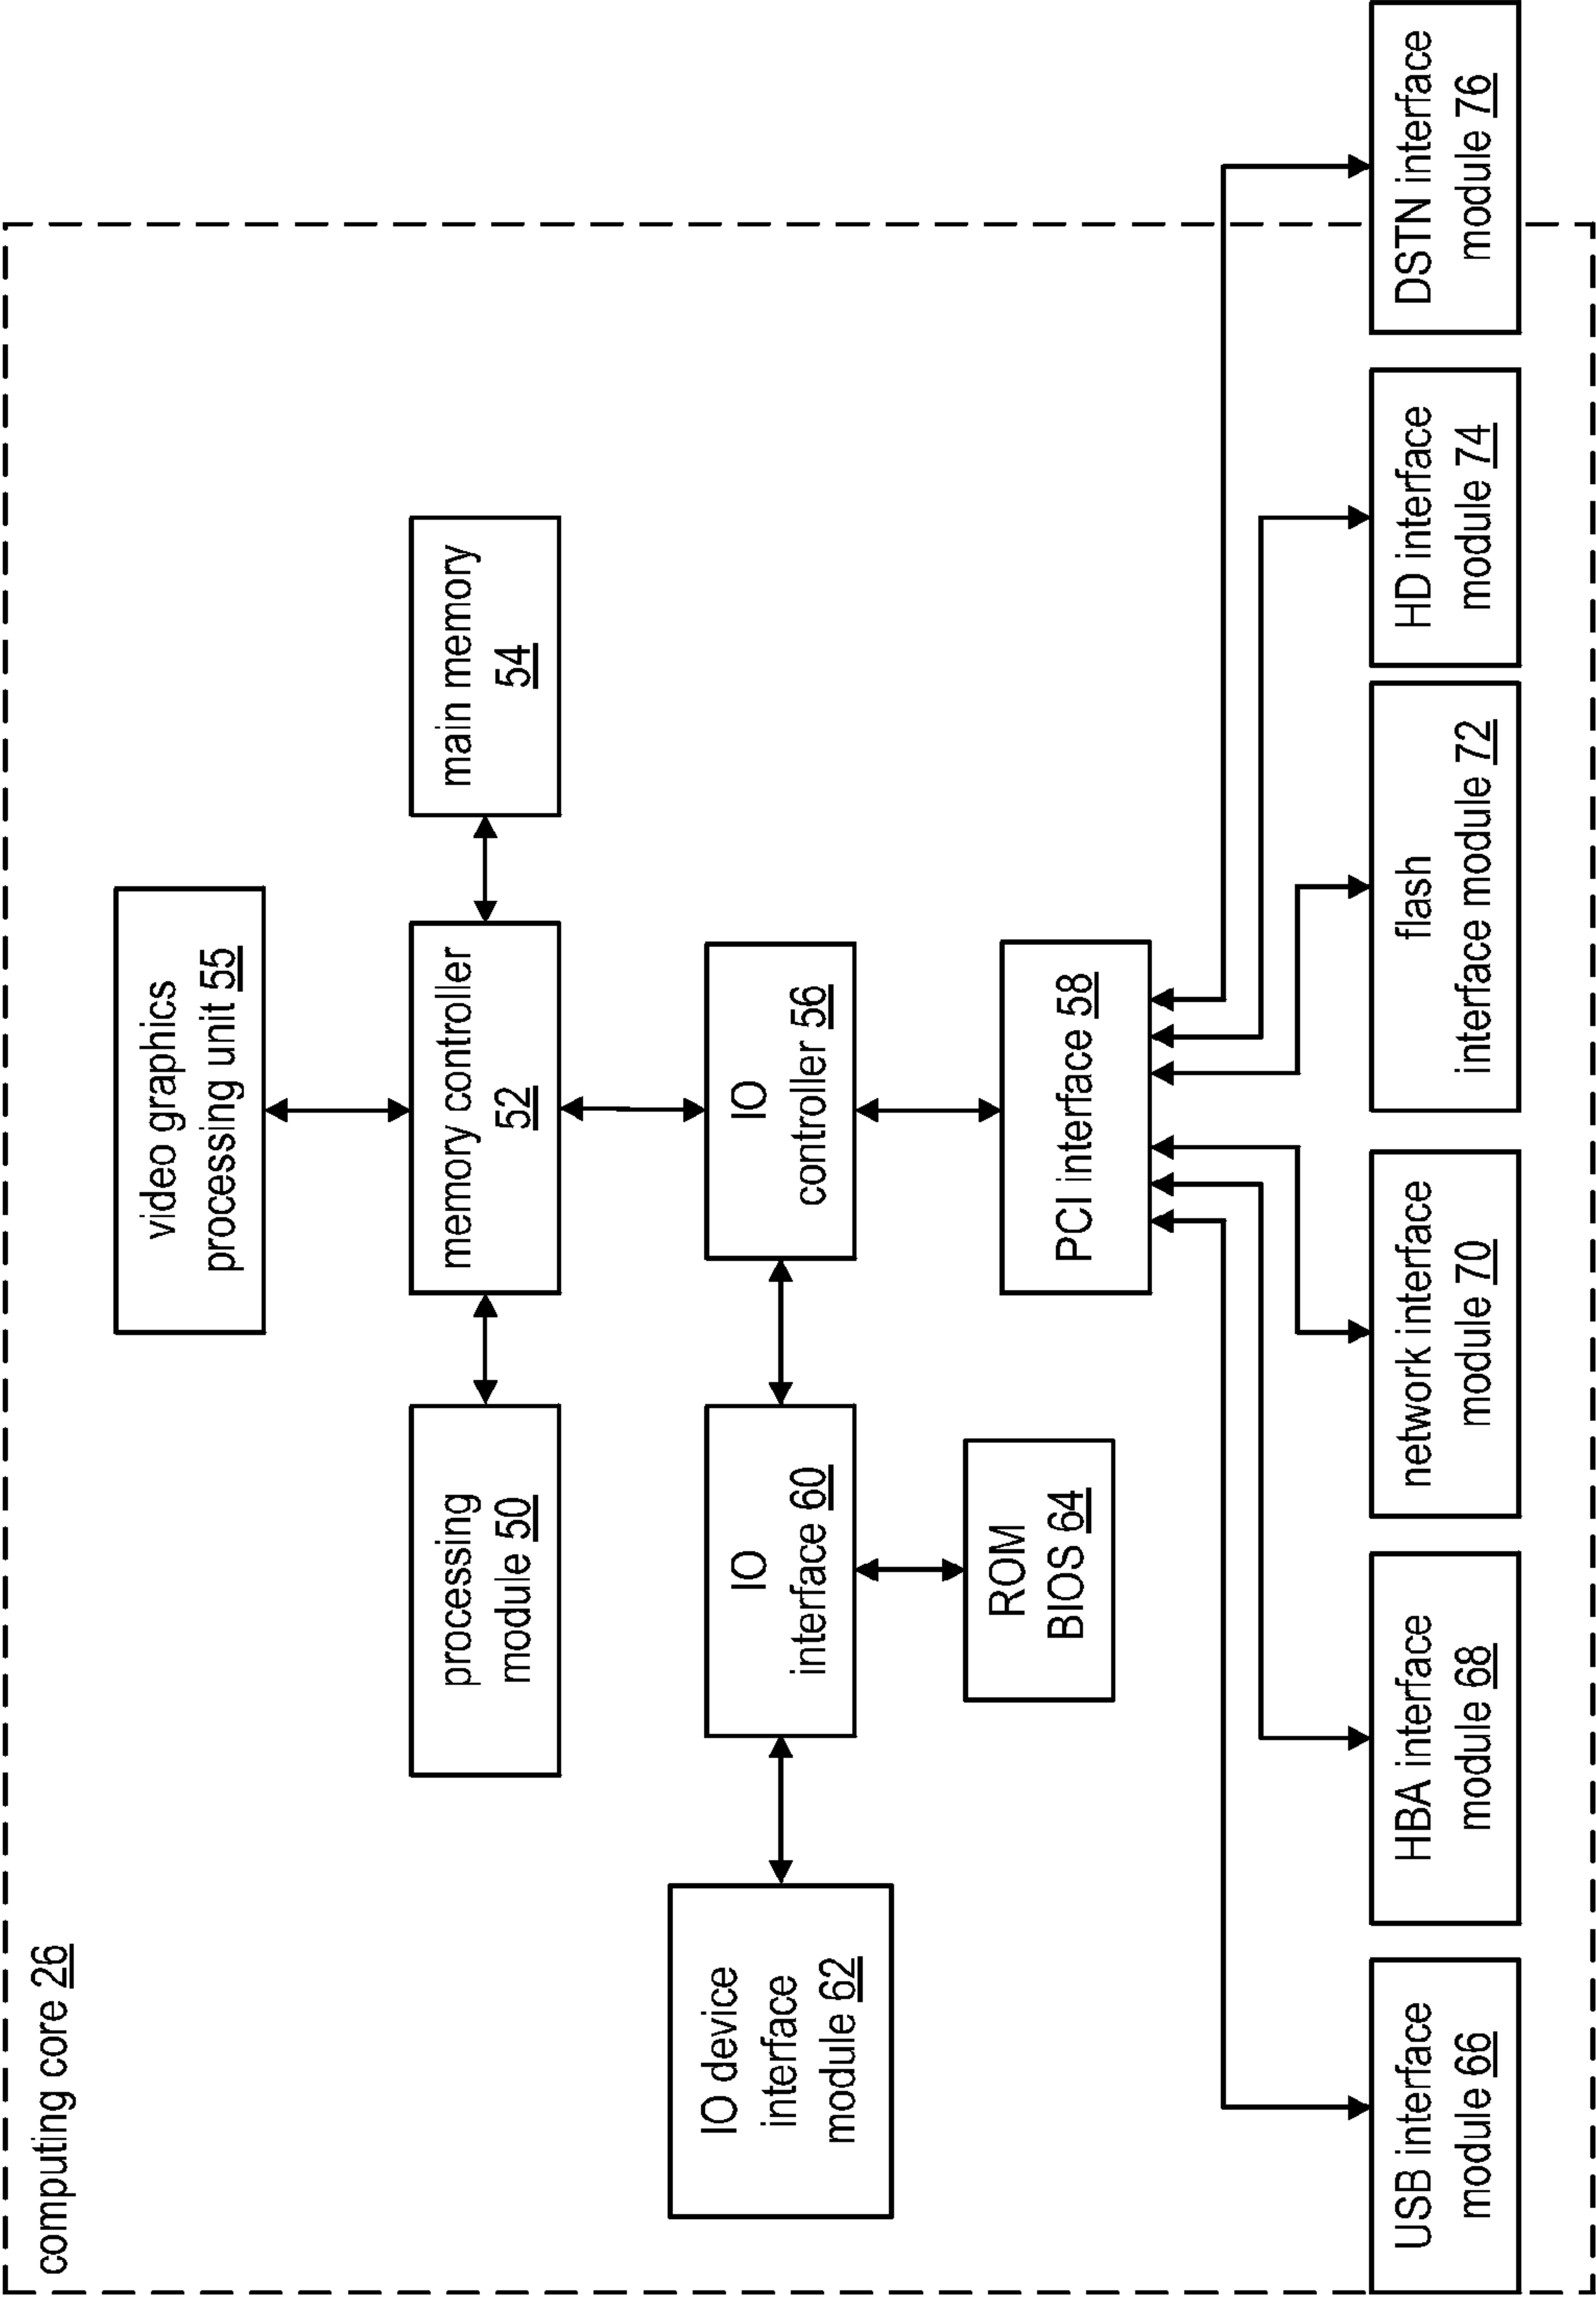 computing core 26
video graphics
processing unit 55
processing
module 50
memory controller
52
main memory
54
IO device
interface
module 62
IO
interface 60
IO
controller 56
ROM
BIOS 64
PCI interface 58
USB interface
module 66
HBA interface
module 68
network interface
module 70
flash
interface module 72
HD interface
module 74
DSTN interface
module 76